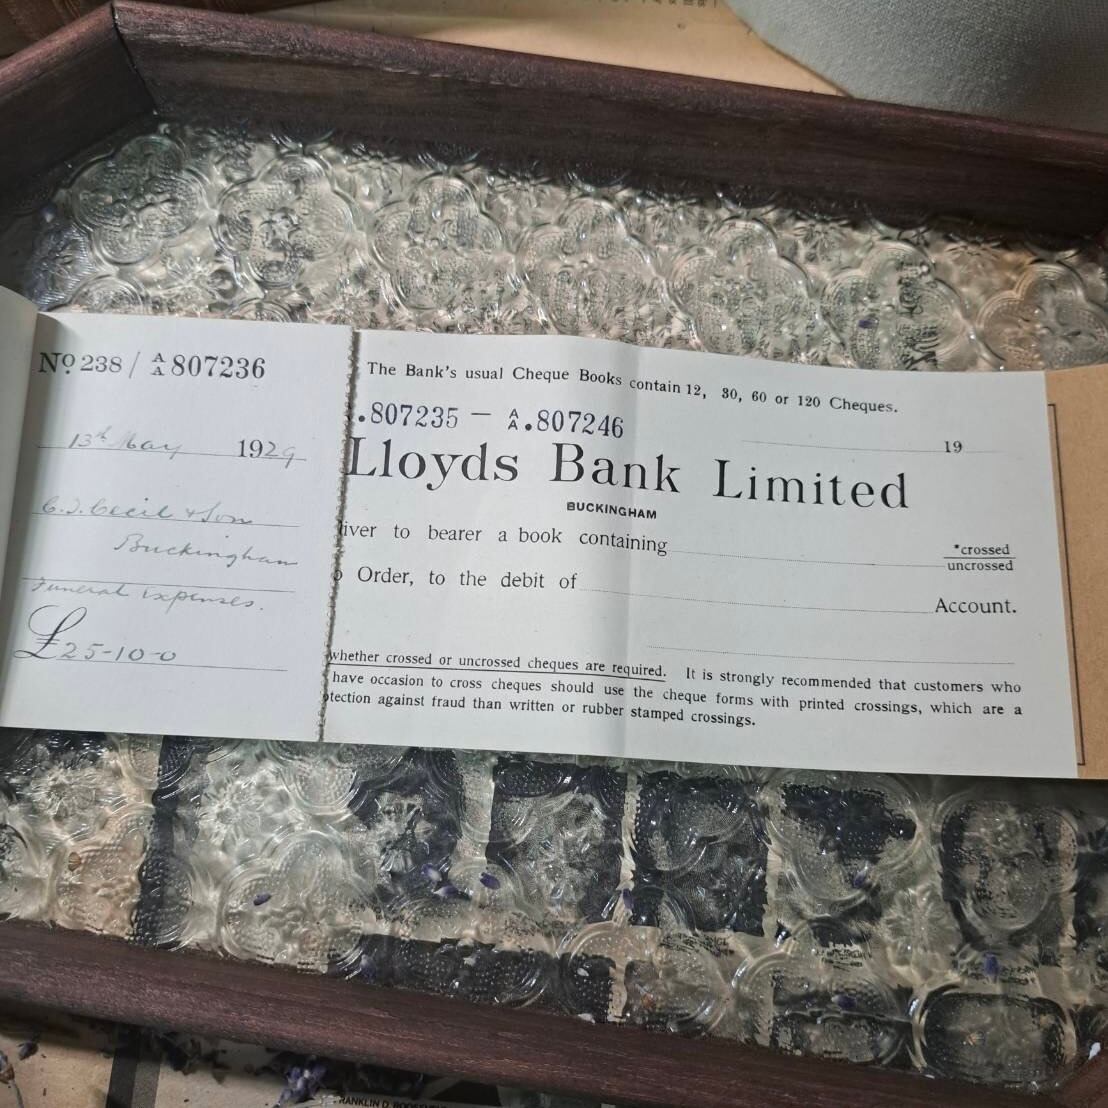 No 238 / A/A 807236
13th May 1929
C.J. Cecil & Son
Buckingham
Funeral Expenses.
£25-10-0
The Bank's usual Cheque Books contain 12, 30, 60 or 120 Cheques.
.807235 — A/A.807246
19
Lloyds Bank Limited
BUCKINGHAM
iver to bearer a book containing
*crossed
uncrossed
Order, to the debit of
Account.
whether crossed or uncrossed cheques are required. It is strongly recommended that customers who
have occasion to cross cheques should use the cheque forms with printed crossings, which are a
tection against fraud than written or rubber stamped crossings.
FRANKLIN D. ROOSEVE